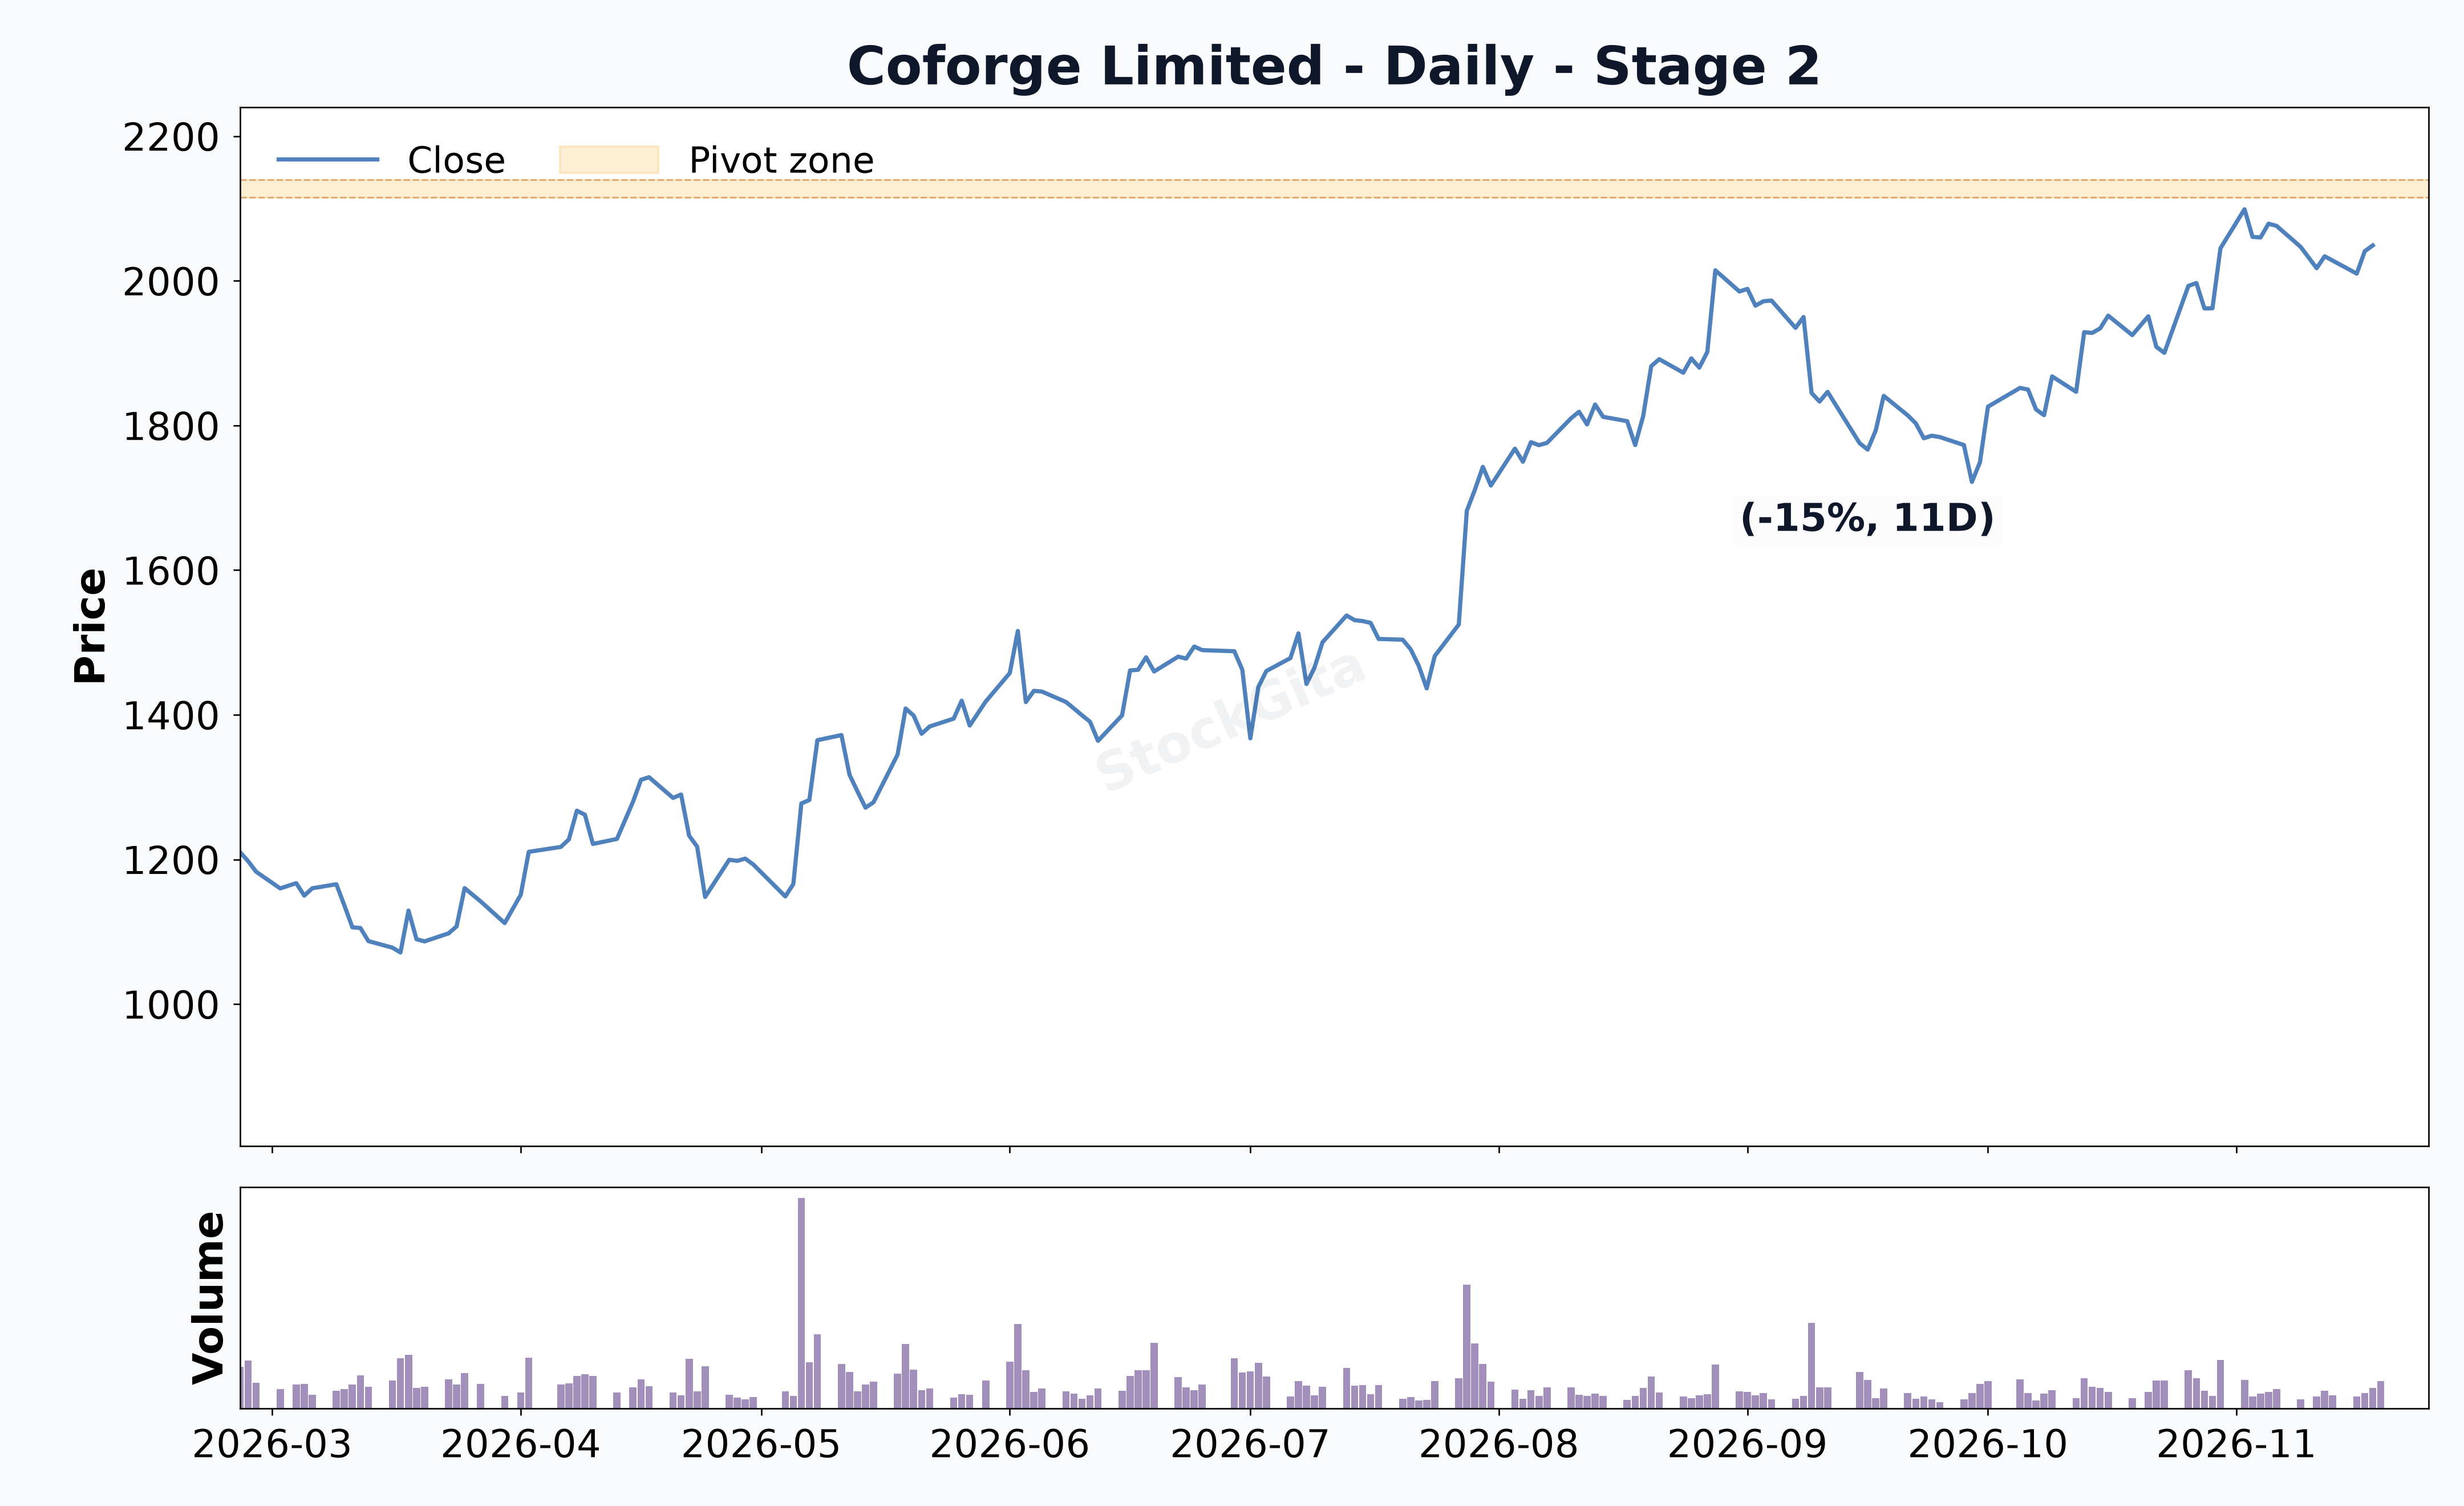 Coforge Limited - Daily - Stage 2
Close
Pivot zone
2200
2000
1800
1600
1400
1200
1000
Price
(-15%, 11D)
StockGita
Volume
2026-03
2026-04
2026-05
2026-06
2026-07
2026-08
2026-09
2026-10
2026-11